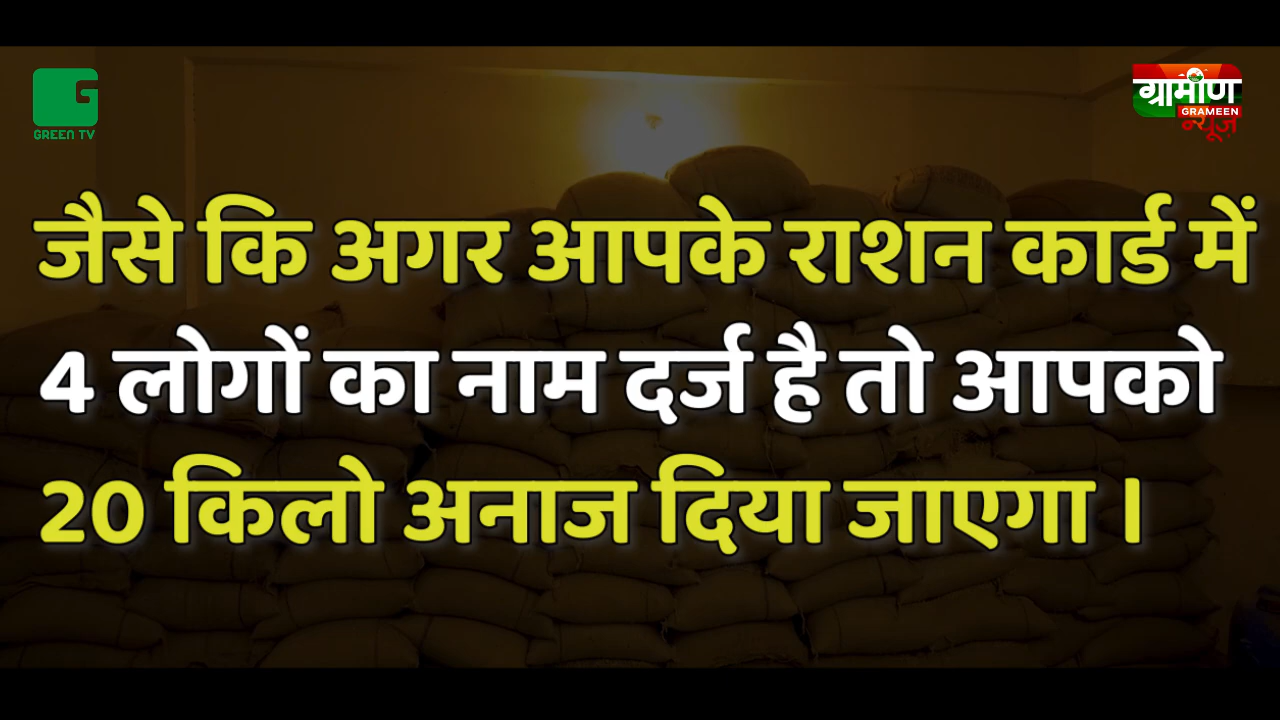 GREEN TV
ग्रामीण
GRAMEEN
न्यूज़
जैसे कि अगर आपके राशन कार्ड में
4 लोगों का नाम दर्ज है तो आपको
20 किलो अनाज दिया जाएगा ।